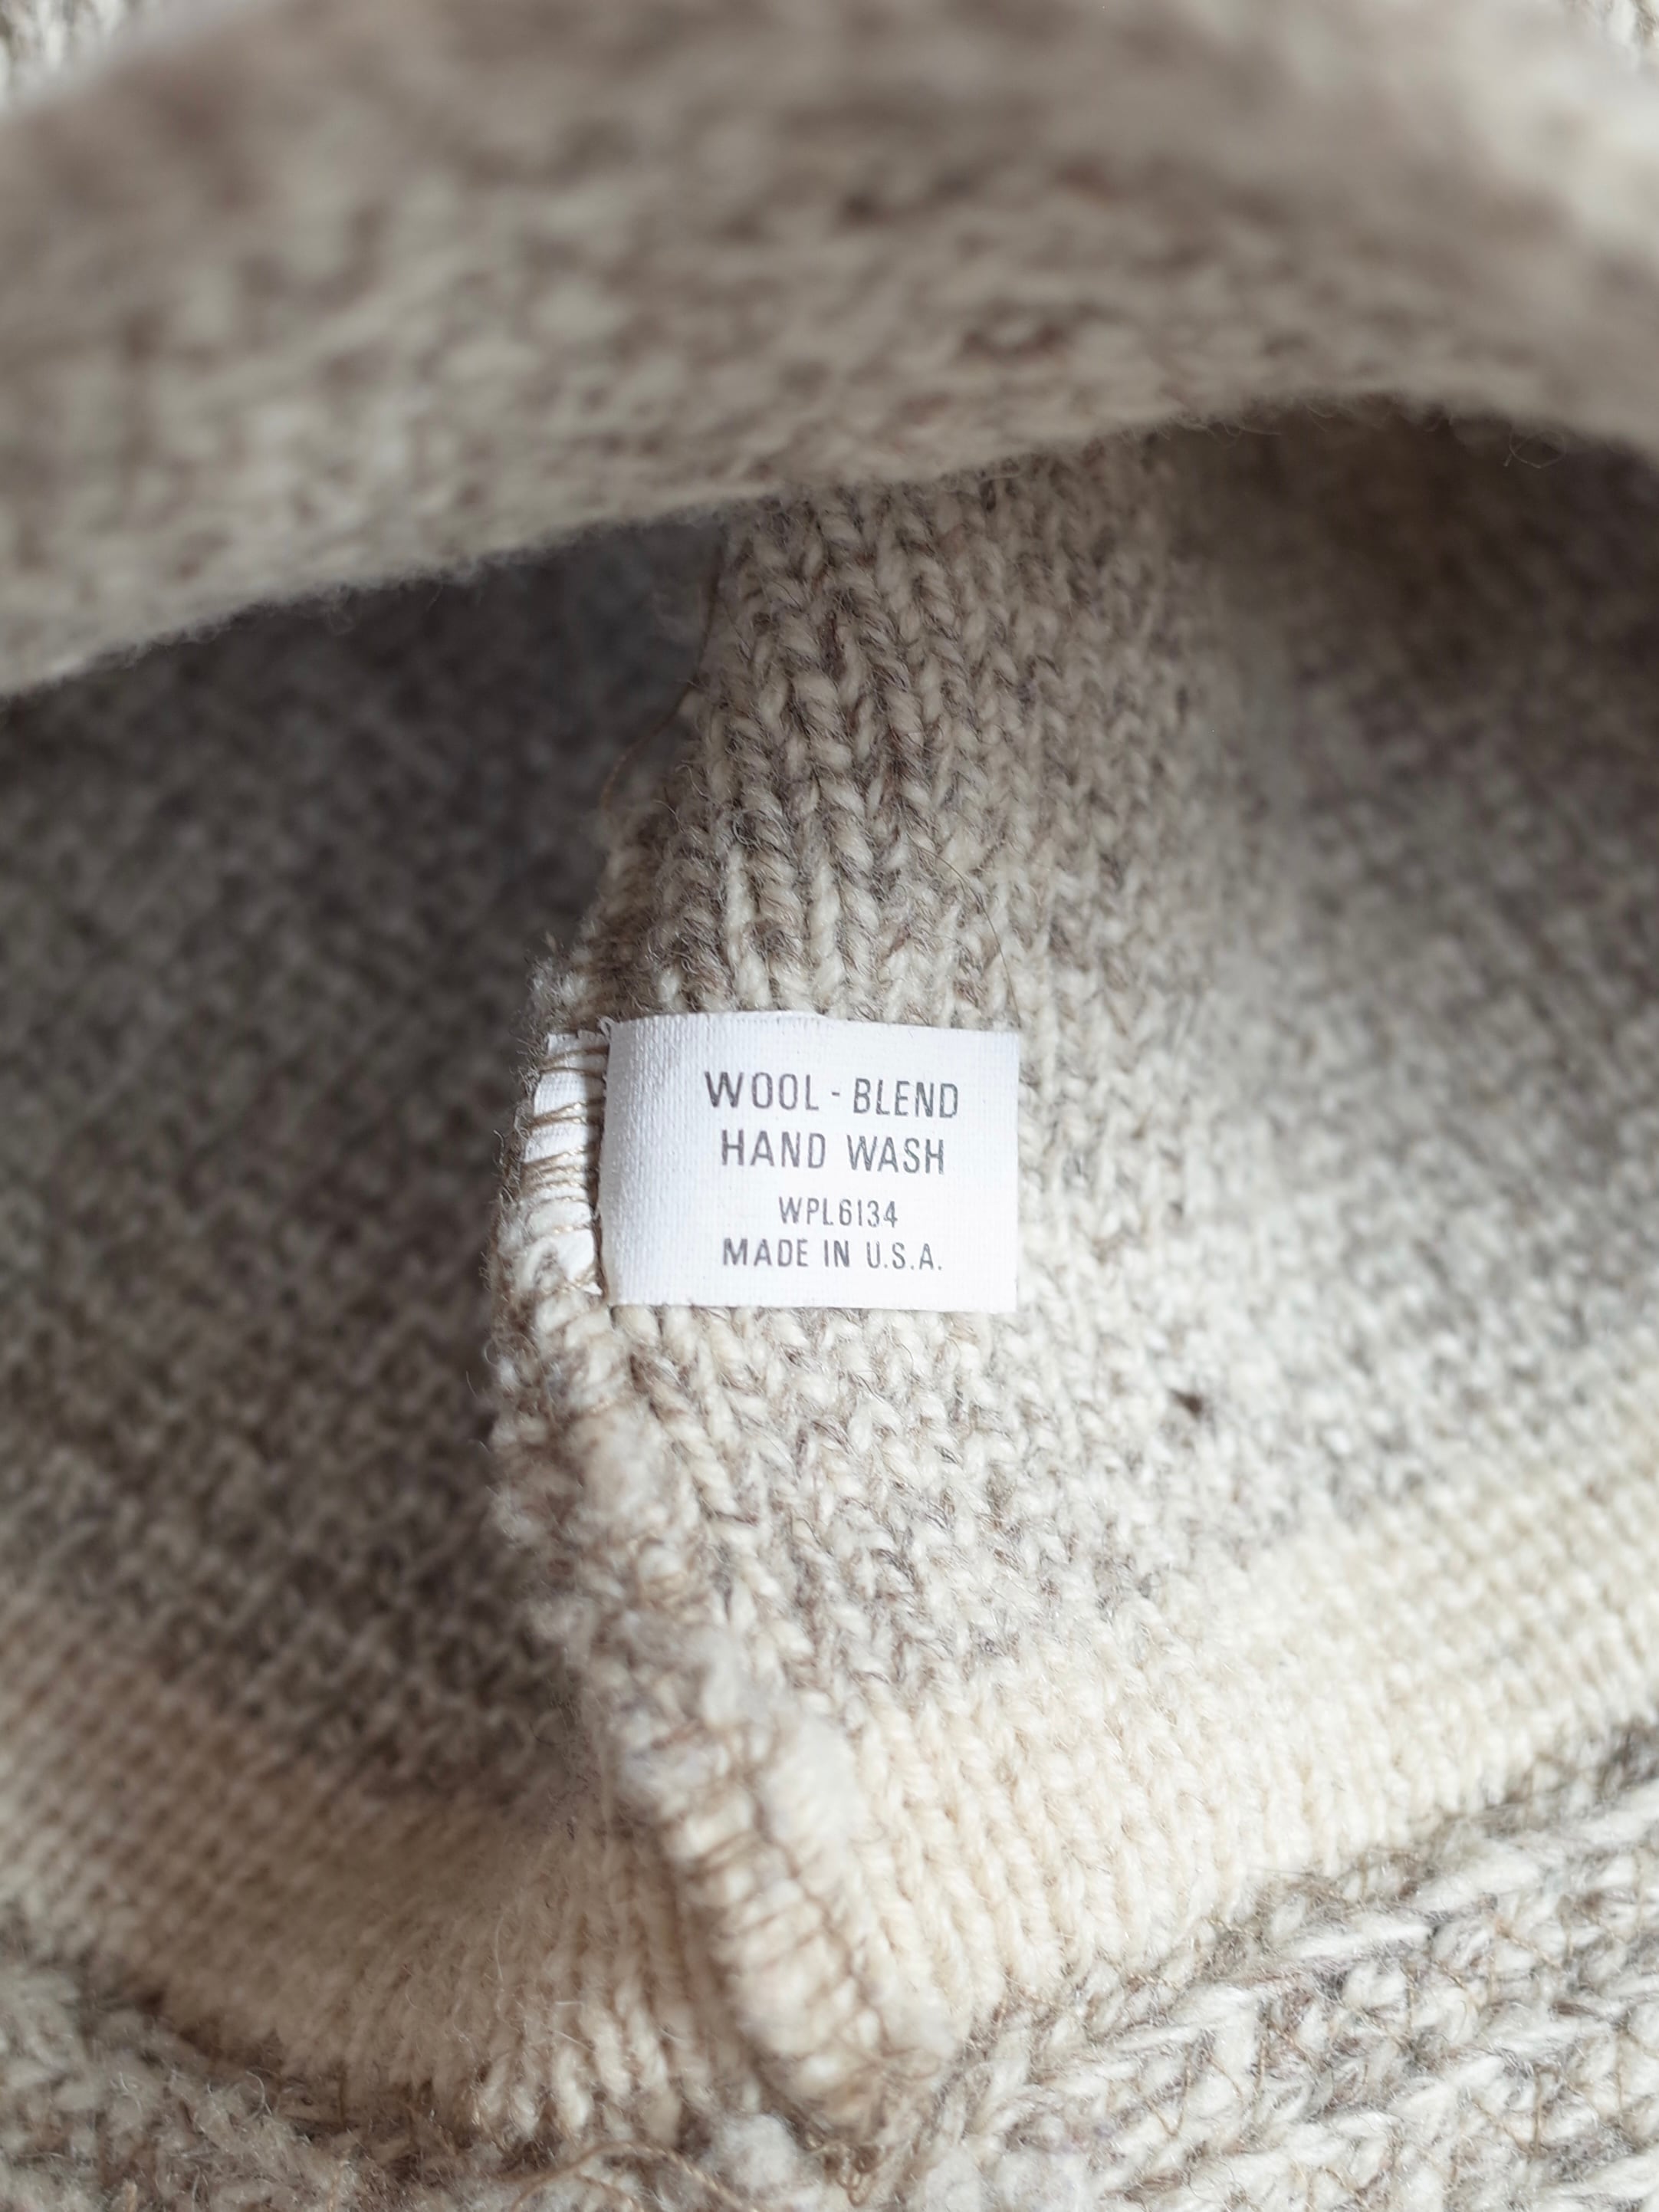 WOOL - BLEND
HAND WASH
WPL6134
MADE IN U.S.A.